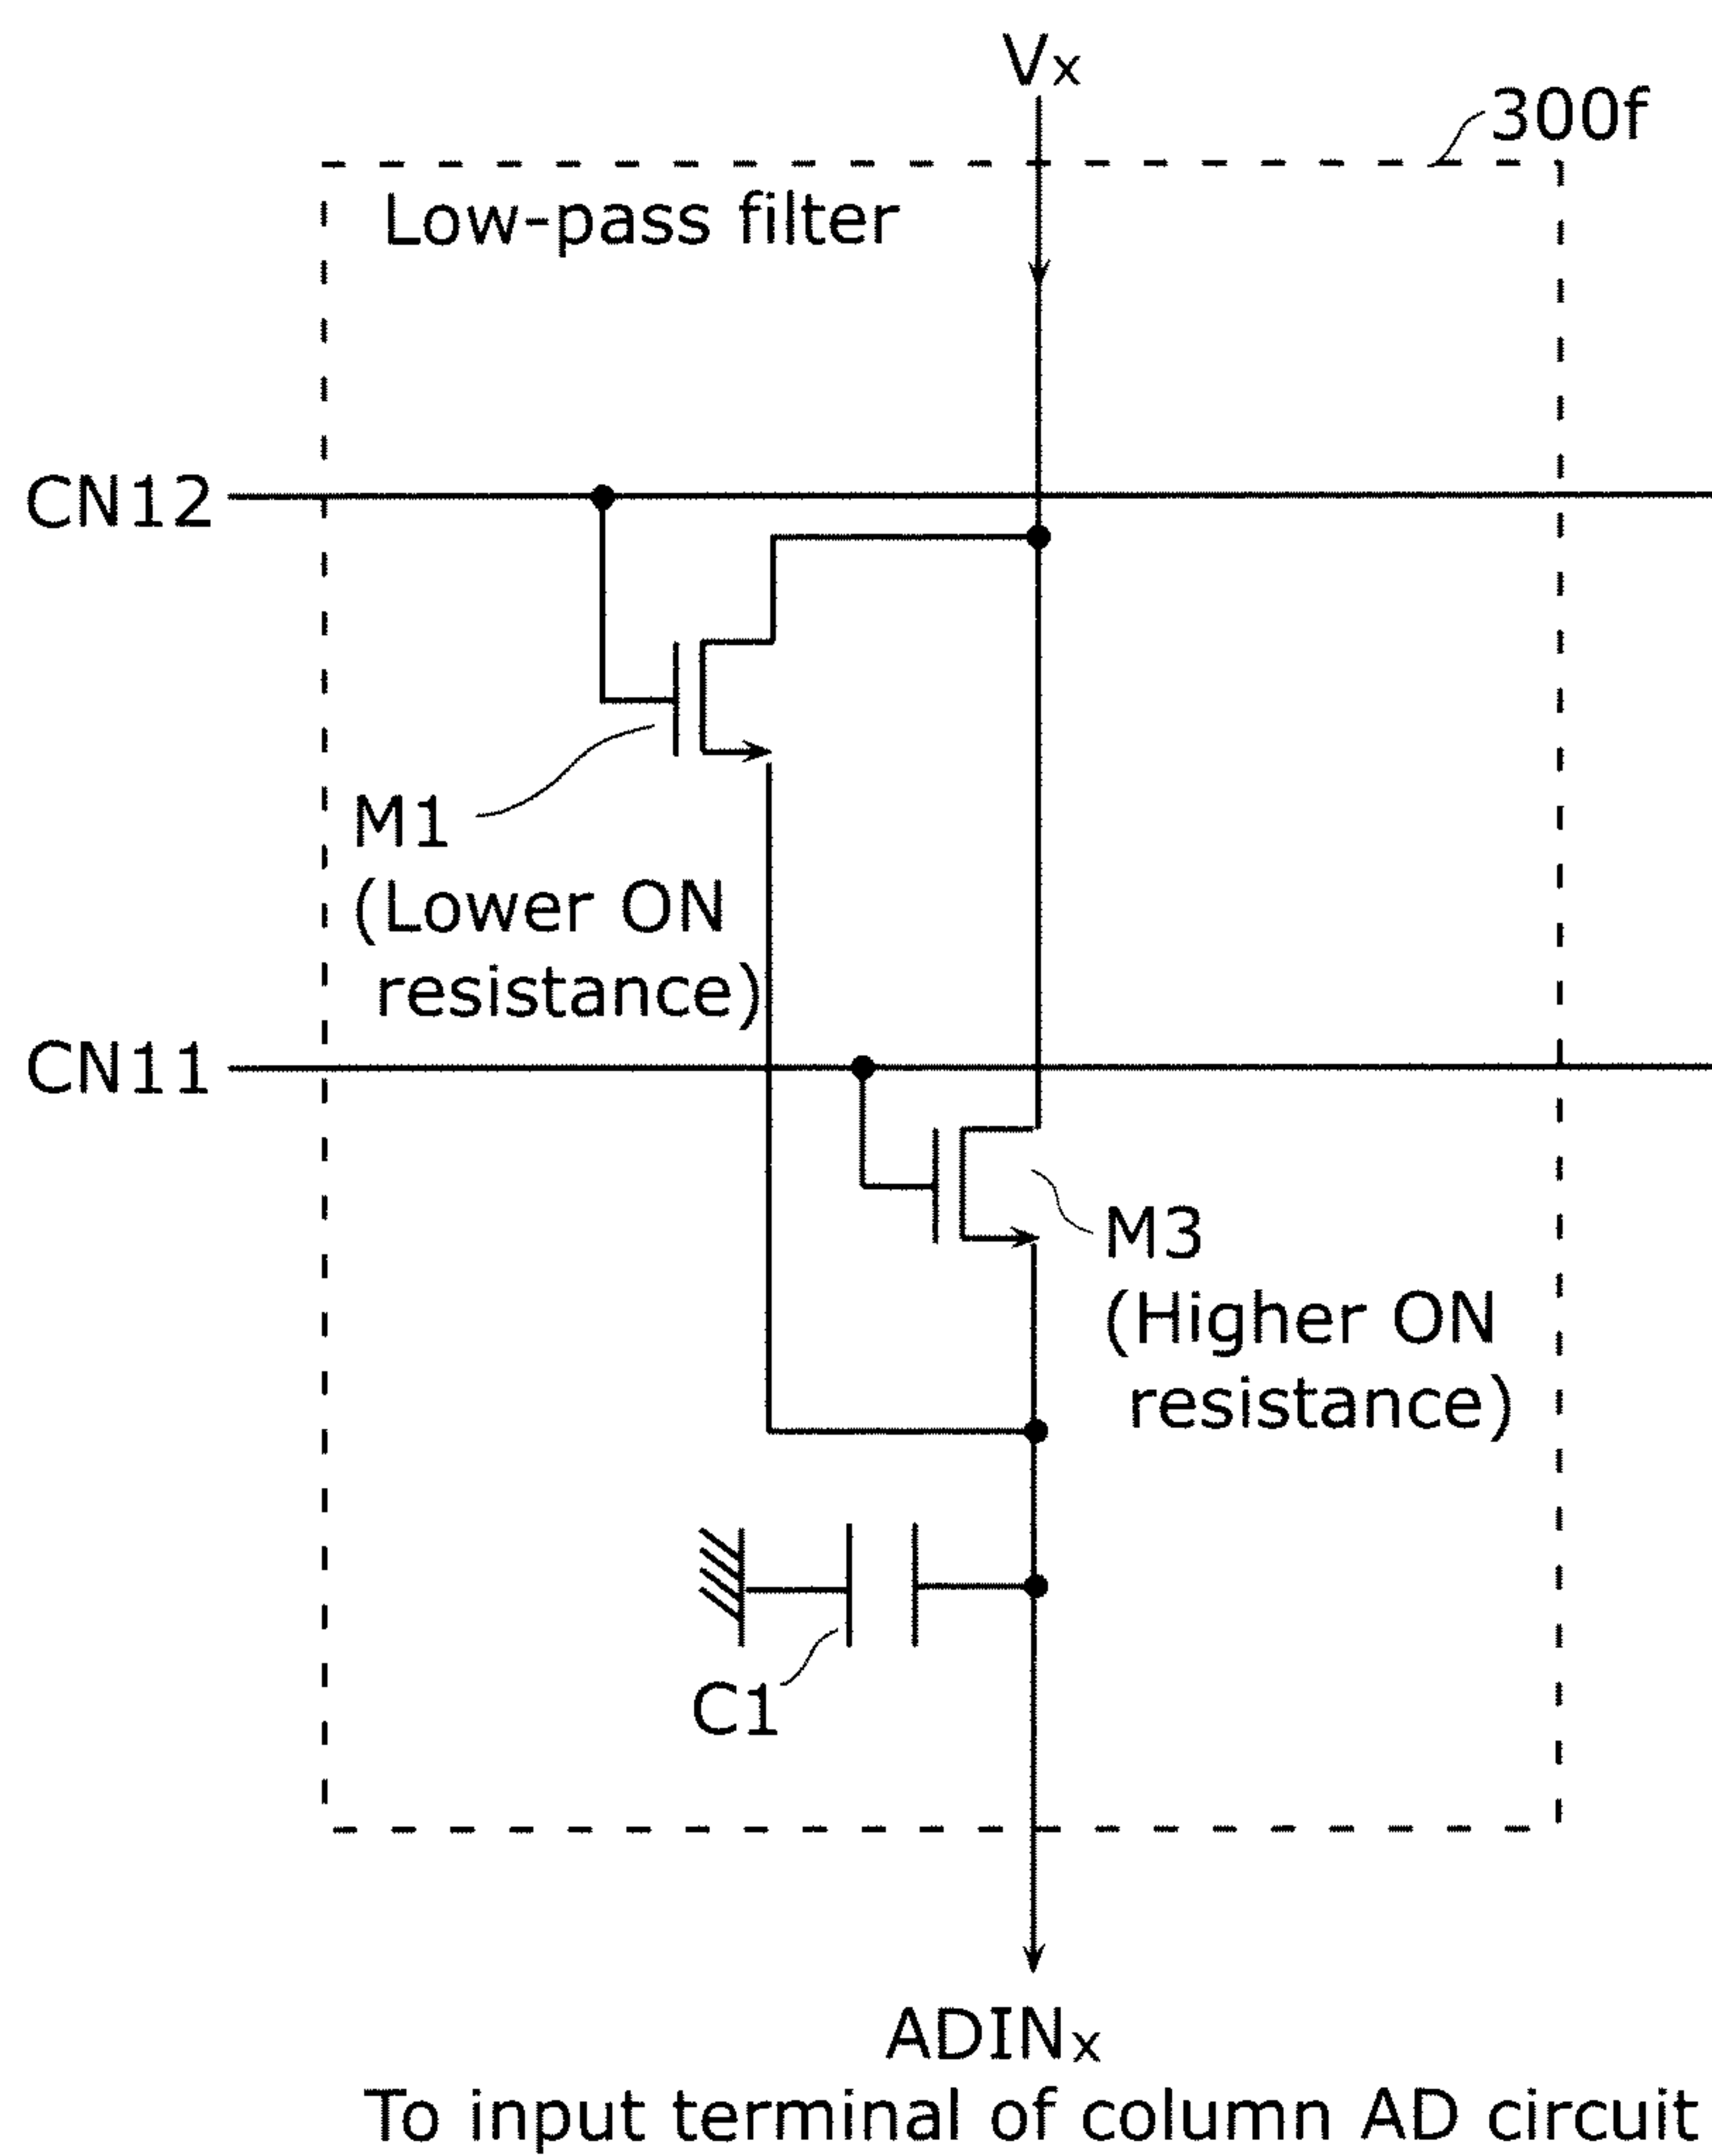 Vx
300f
Low-pass filter
CN12
M1
(Lower ON
resistance)
CN11
M3
(Higher ON
resistance)
C1
ADINx
To input terminal of column AD circuit